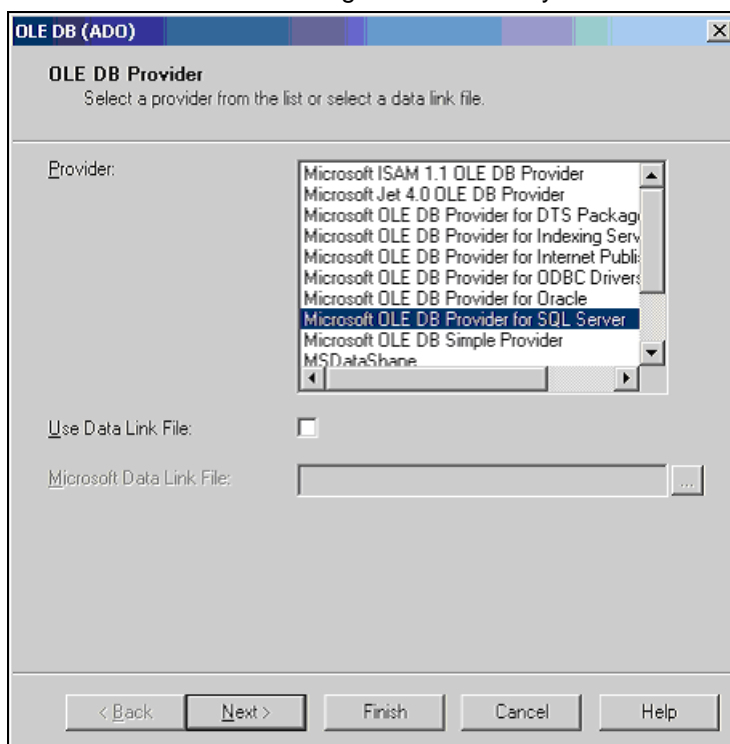 OLE DB (ADO)
OLE DB Provider
Select a provider from the list or select a data link file.
Provider:
Microsoft ISAM 1.1 OLE DB Provider
Microsoft Jet 4.0 OLE DB Provider
Microsoft OLE DB Provider for DTS Packag
Microsoft OLE DB Provider for Indexing Serv
Microsoft OLE DB Provider for Internet Publi
Microsoft OLE DB Provider for ODBC Drivers
Microsoft OLE DB Provider for Oracle
Microsoft OLE DB Provider for SQL Server
Microsoft OLE DB Simple Provider
MSDataShape
Use Data Link File:
Microsoft Data Link File:
...
< Back
Next >
Finish
Cancel
Help